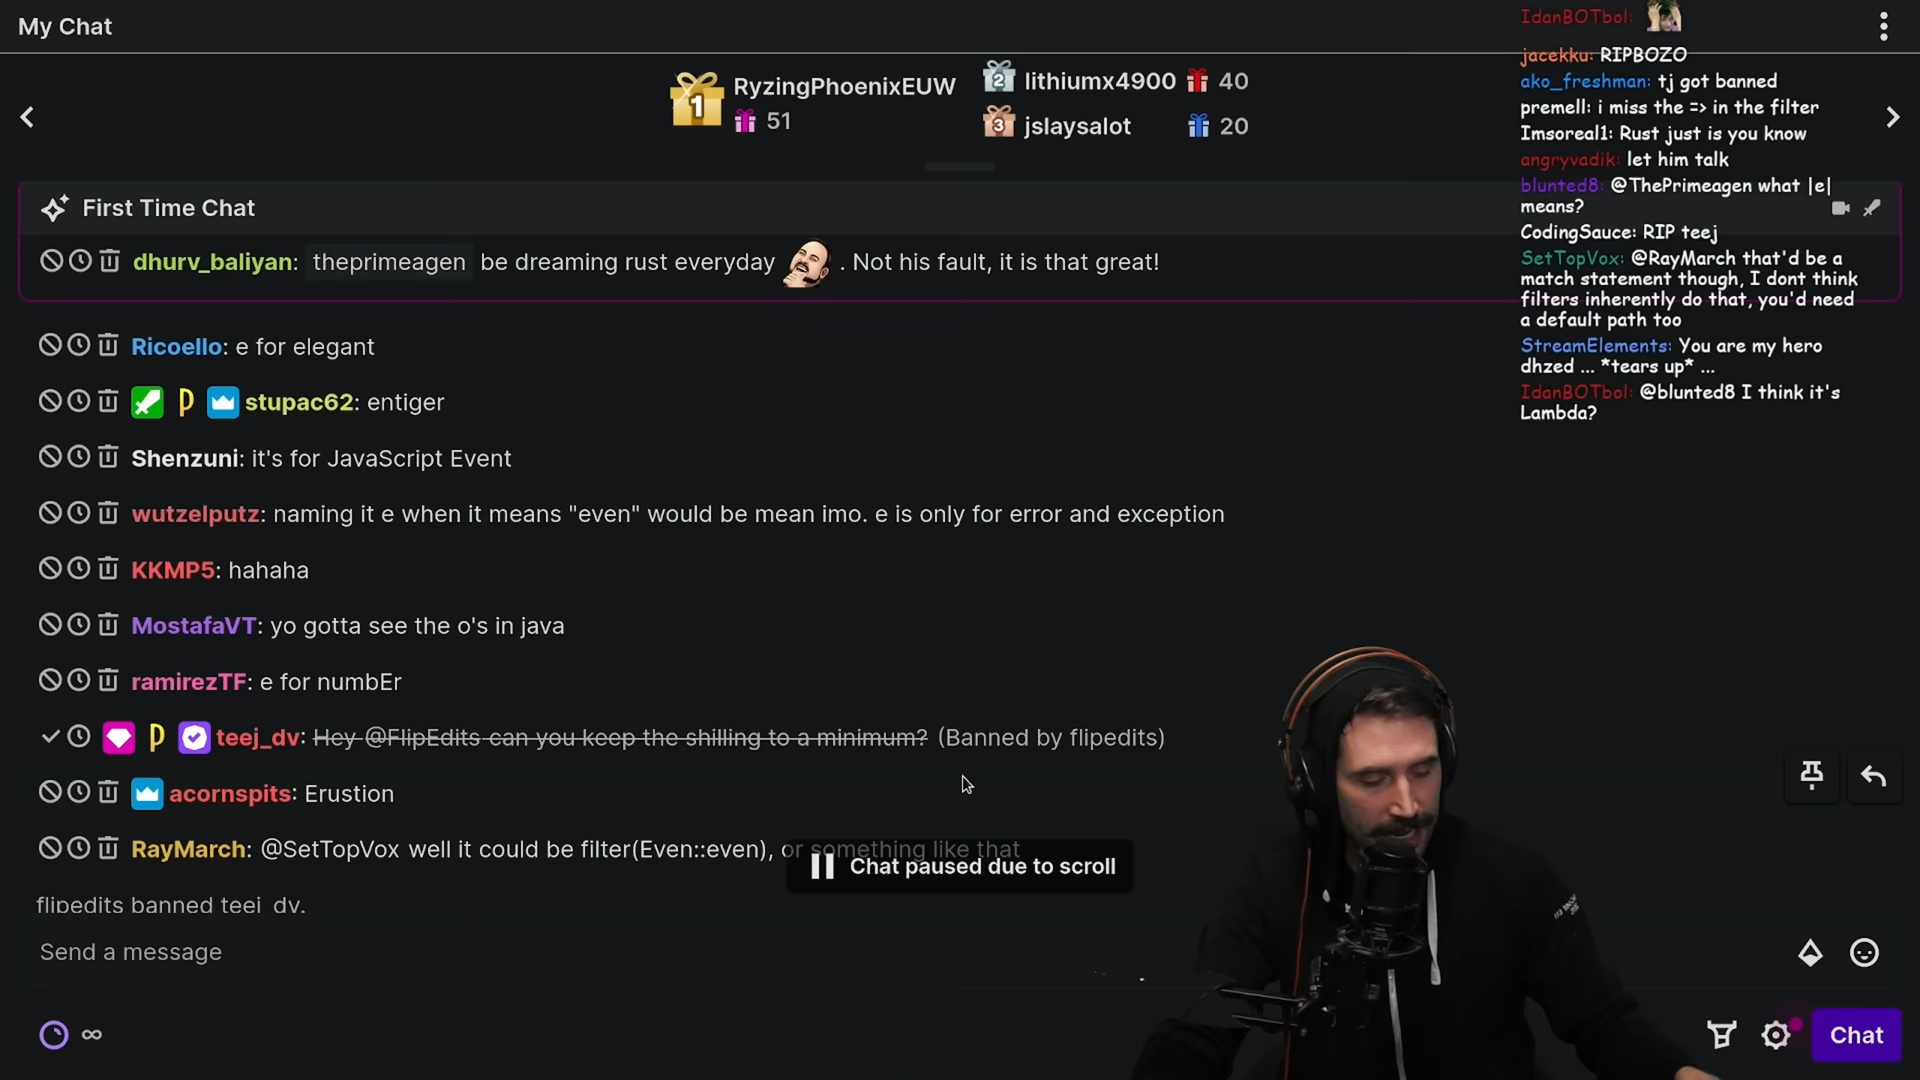 My Chat
1
RyzingPhoenixEUW
51
2
lithiumx4900
40
3
jslaysalot
20
First Time Chat
dhurv_baliyan: theprimeagen be dreaming rust everyday . Not his fault, it is that great!
Ricoello: e for elegant
stupac62: entiger
Shenzuni: it's for JavaScript Event
wutzelputz: naming it e when it means "even" would be mean imo. e is only for error and exception
KKMP5: hahaha
MostafaVT: yo gotta see the o's in java
ramirezTF: e for numbEr
teej_dv: Hey @FlipEdits can you keep the shilling to a minimum? (Banned by flipedits)
acornspits: Erustion
RayMarch: @SetTopVox well it could be filter(Even::even), or something like that
Chat paused due to scroll
flipedits banned teej_dv.
Send a message
Chat
IdanBOTbol:
jacekku: RIPBOZO
ako_freshman: tj got banned
premell: i miss the => in the filter
Imsoreal1: Rust just is you know
angryvadik: let him talk
blunted8: @ThePrimeagen what |e|
means?
CodingSauce: RIP teej
SetTopVox: @RayMarch that'd be a
match statement though, I dont think
filters inherently do that, you'd need
a default path too
StreamElements: You are my hero
dhzed ... *tears up* ...
IdanBOTbol: @blunted8 I think it's
Lambda?